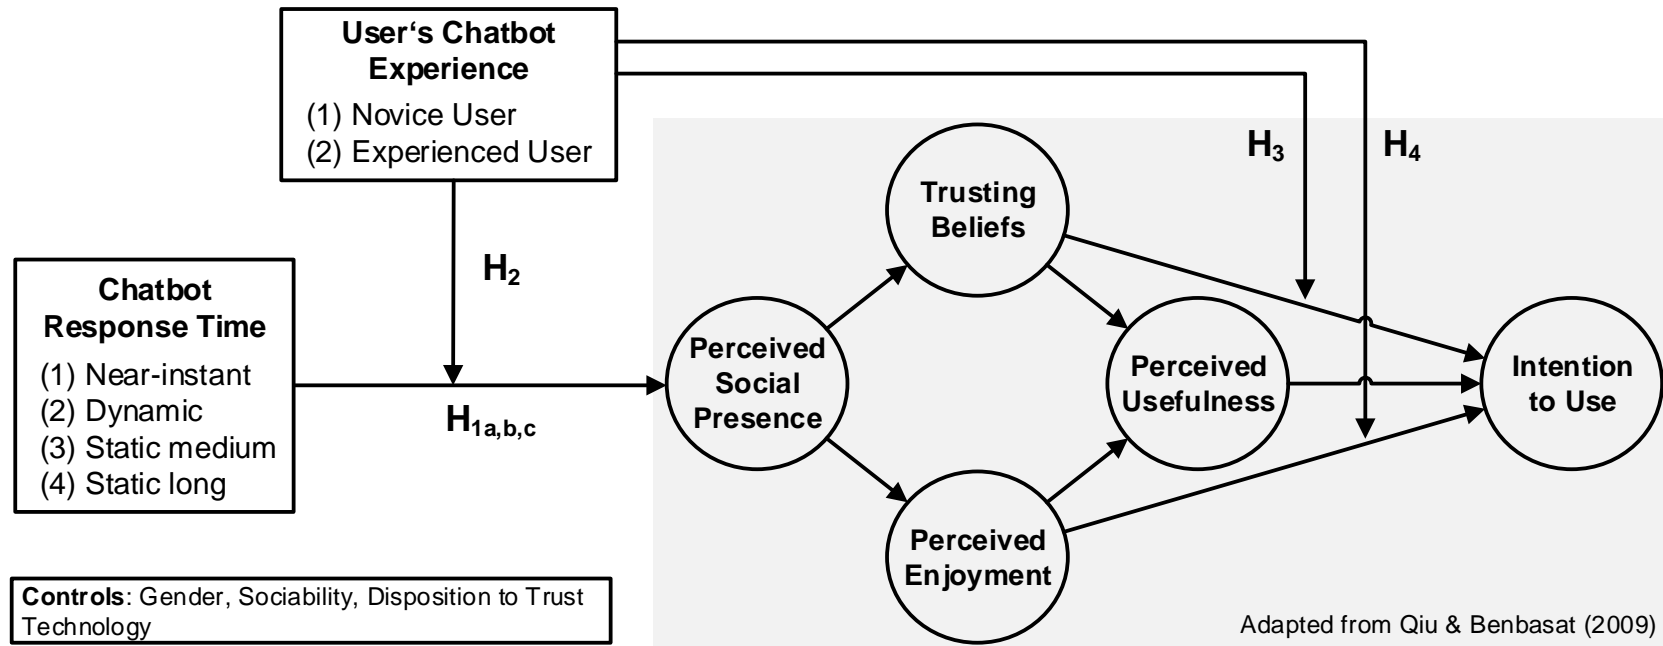 User‘s Chatbot
Experience
(1) Novice User
(2) Experienced User
H3
H4
Trusting
Beliefs
H2
Chatbot
Response Time
(1) Near-instant
(2) Dynamic
(3) Static medium
(4) Static long
H1a,b,c
Perceived
Social
Presence
Perceived
Usefulness
Intention
to Use
Perceived
Enjoyment
Controls: Gender, Sociability, Disposition to Trust
Technology
Adapted from Qiu & Benbasat (2009)